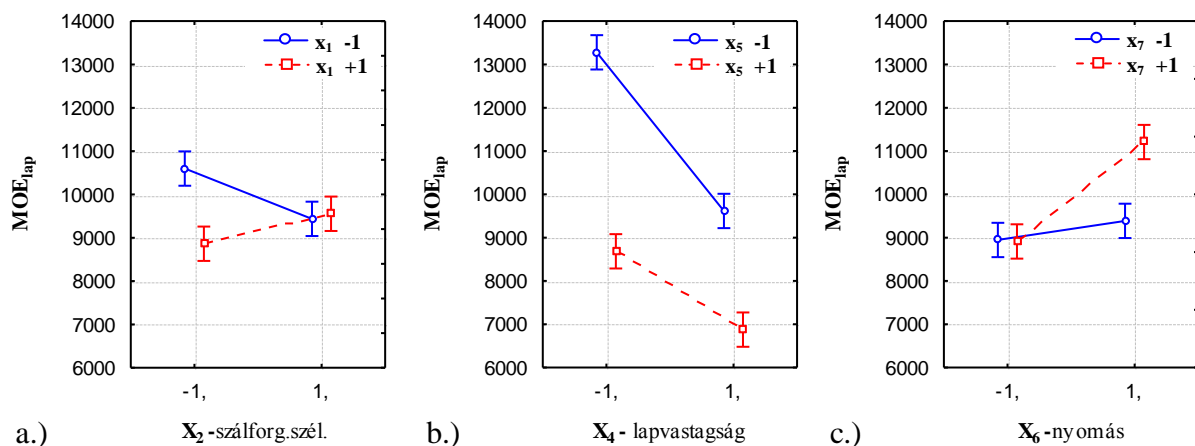 14000
13000
12000
11000
10000
9000
8000
7000
6000
MOElap
x1 -1
x1 +1
-1,
1,
a.)
X2 -szálforg.szél.
14000
13000
12000
11000
10000
9000
8000
7000
6000
MOElap
x5 -1
x5 +1
-1,
1,
b.)
X4 - lapvastagság
14000
13000
12000
11000
10000
9000
8000
7000
6000
MOElap
x7 -1
x7 +1
-1,
1,
c.)
X6 -nyomás